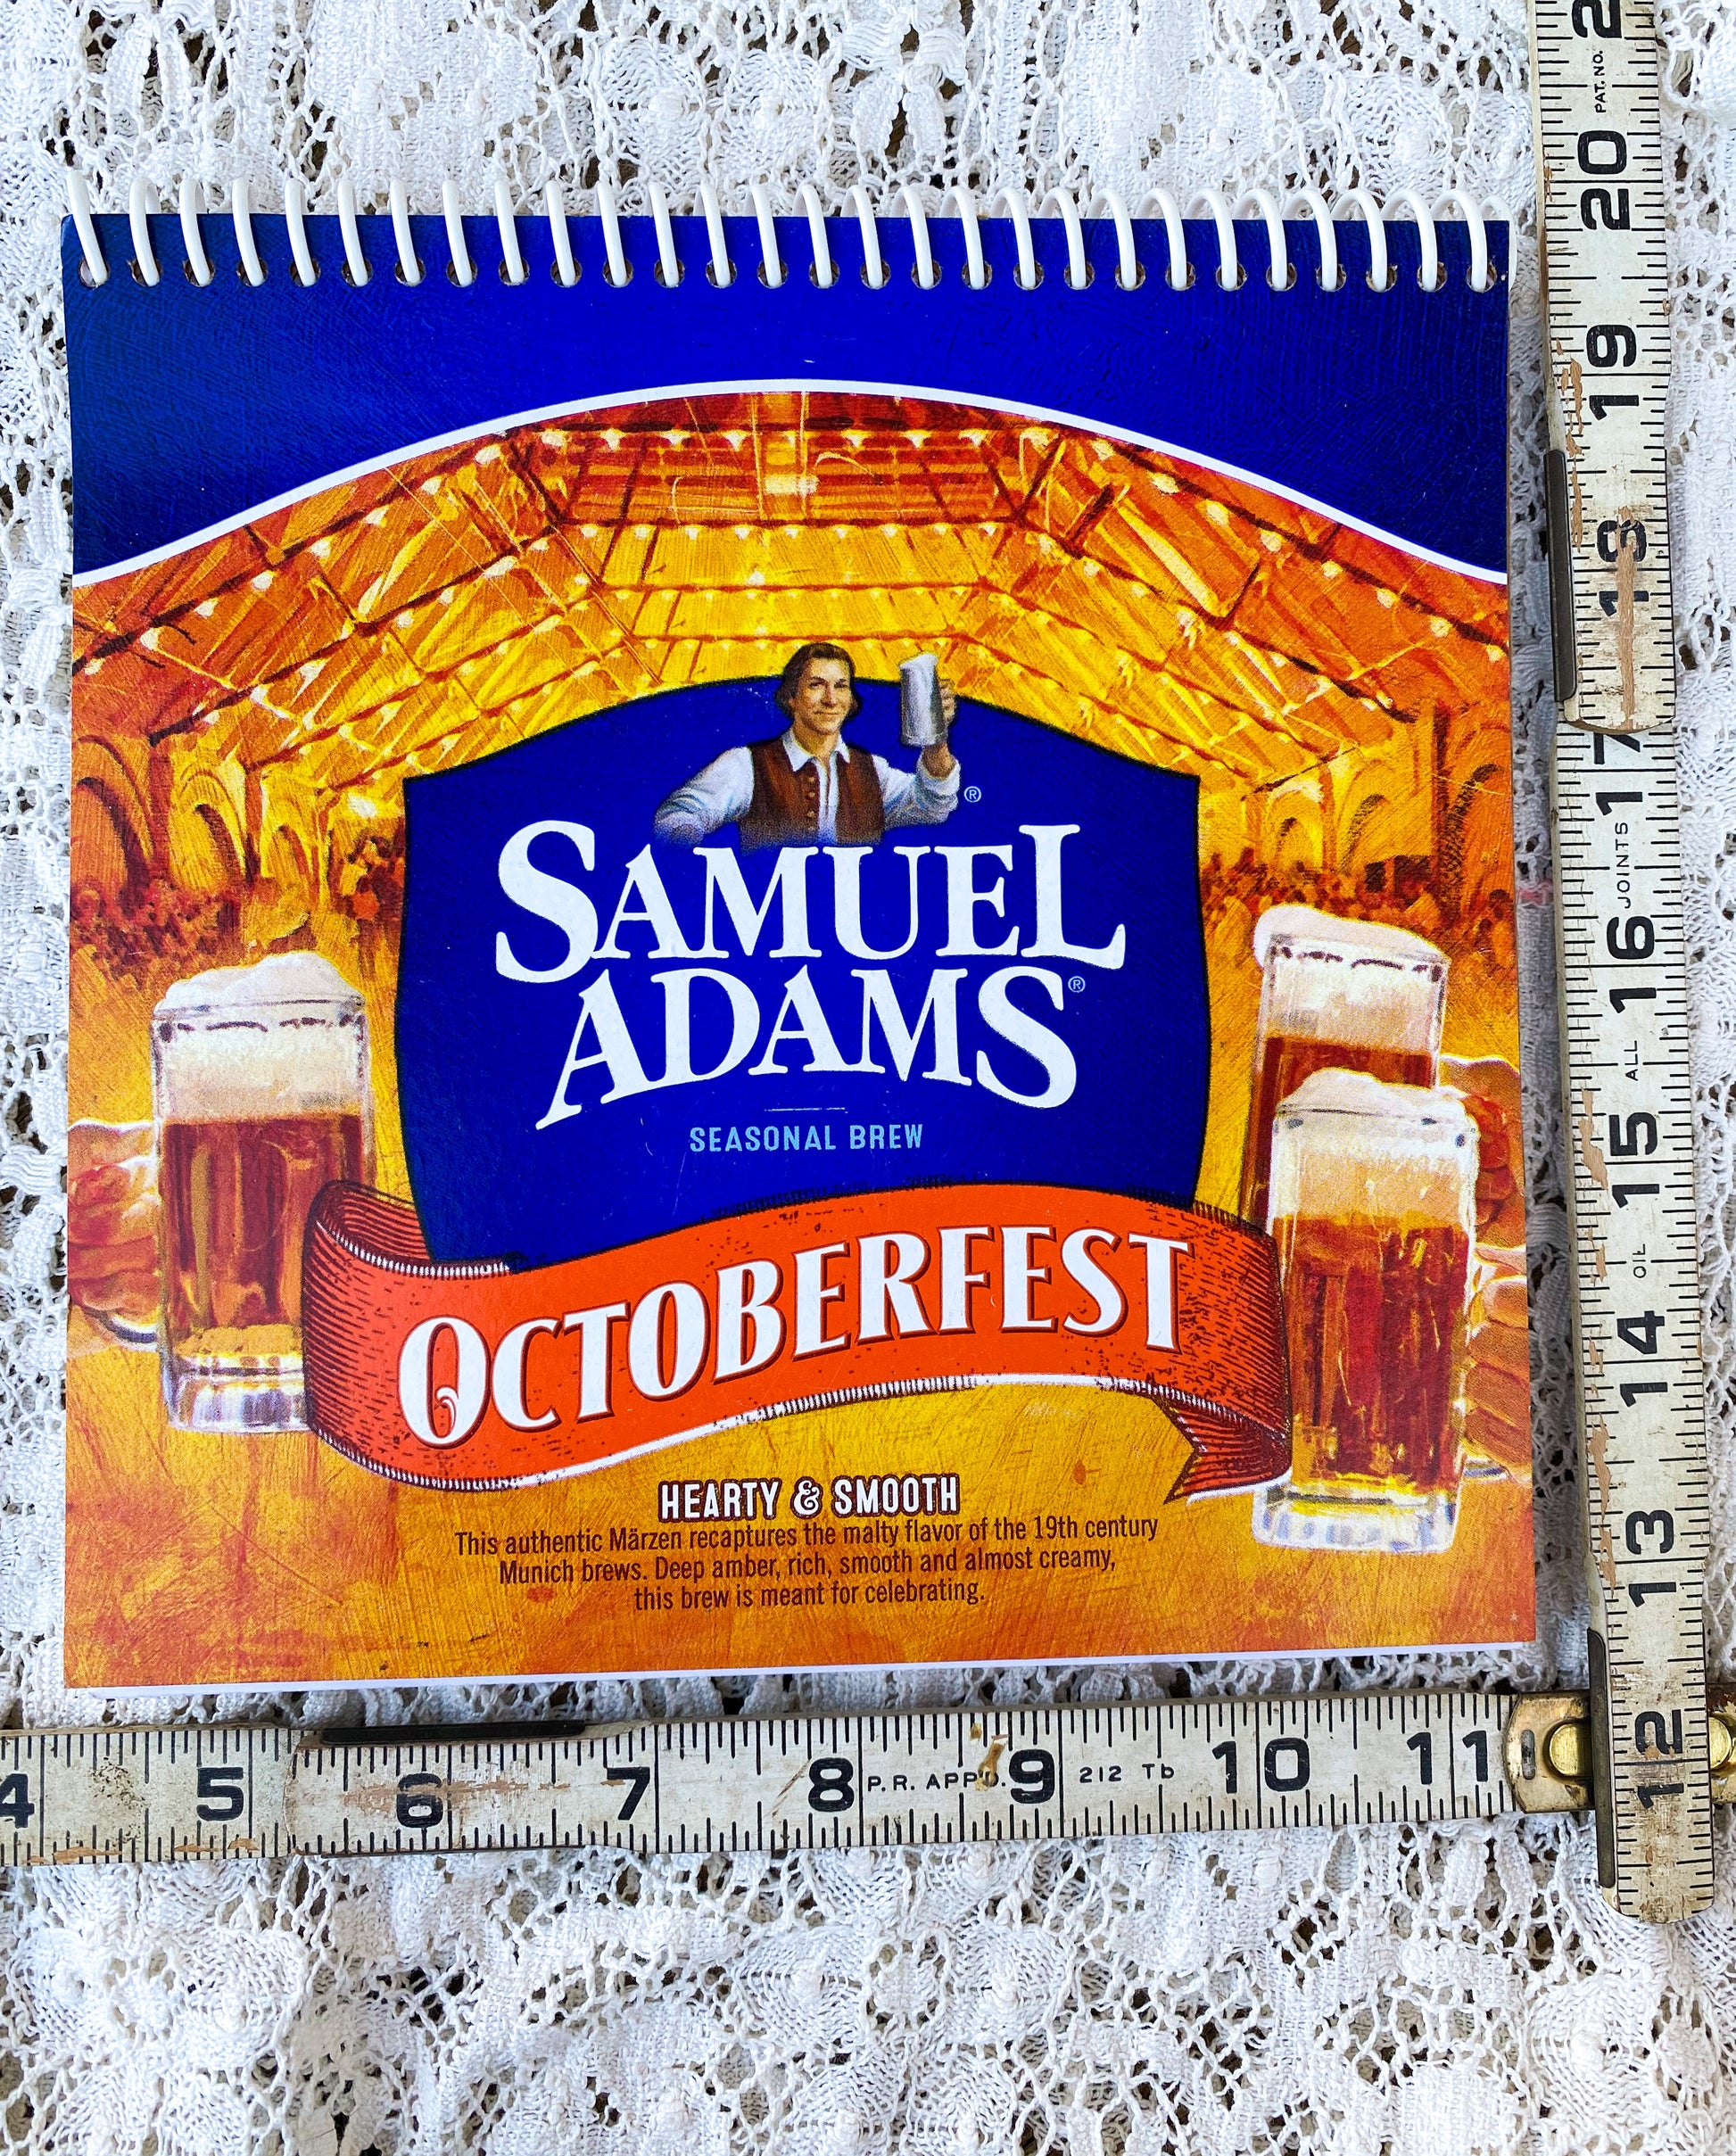 ®
SAMUEL
ADAMS®
SEASONAL BREW
OCTOBERFEST
HEARTY & SMOOTH
This authentic Märzen recaptures the malty flavor of the 19th century
Munich brews. Deep amber, rich, smooth and almost creamy,
this brew is meant for celebrating.
4 5 6 7 8 P.R. APP'D. 9 212 Tb 10 11
12 13 14 OIL 15 ALL 16 JOINTS 17 18 19 20 PAT. NO. 2